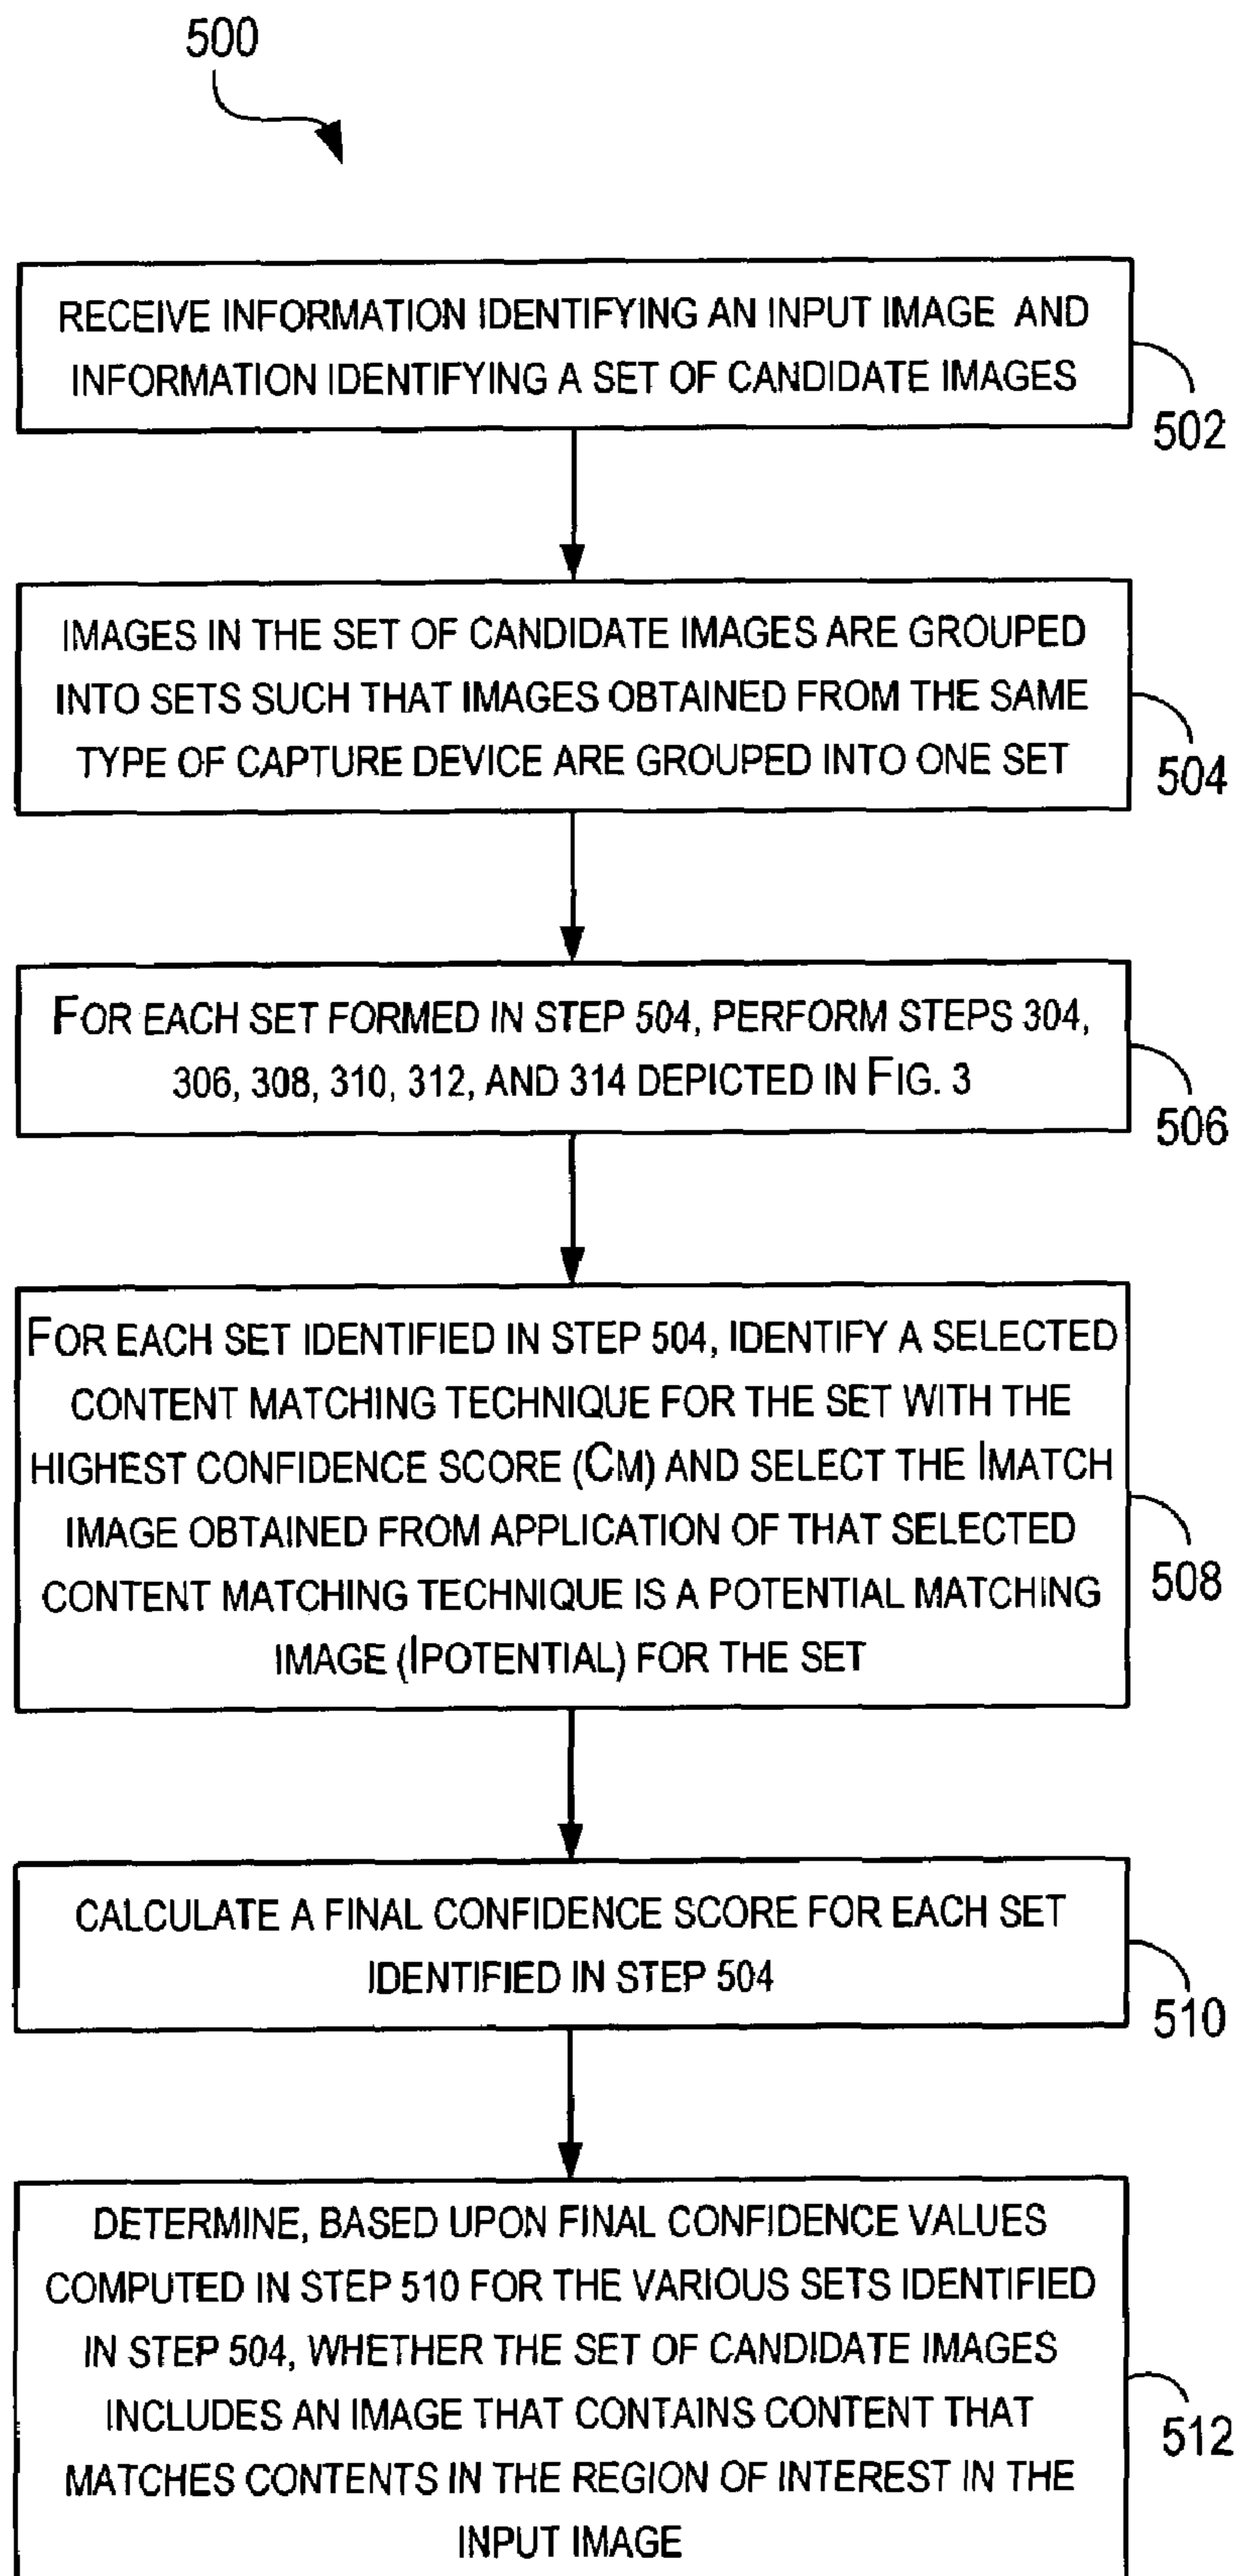 500
RECEIVE INFORMATION IDENTIFYING AN INPUT IMAGE AND
INFORMATION IDENTIFYING A SET OF CANDIDATE IMAGES
502
IMAGES IN THE SET OF CANDIDATE IMAGES ARE GROUPED
INTO SETS SUCH THAT IMAGES OBTAINED FROM THE SAME
TYPE OF CAPTURE DEVICE ARE GROUPED INTO ONE SET
504
FOR EACH SET FORMED IN STEP 504, PERFORM STEPS 304,
306, 308, 310, 312, AND 314 DEPICTED IN FIG. 3
506
FOR EACH SET IDENTIFIED IN STEP 504, IDENTIFY A SELECTED
CONTENT MATCHING TECHNIQUE FOR THE SET WITH THE
HIGHEST CONFIDENCE SCORE (CM) AND SELECT THE IMATCH
IMAGE OBTAINED FROM APPLICATION OF THAT SELECTED
CONTENT MATCHING TECHNIQUE IS A POTENTIAL MATCHING
IMAGE (IPOTENTIAL) FOR THE SET
508
CALCULATE A FINAL CONFIDENCE SCORE FOR EACH SET
IDENTIFIED IN STEP 504
510
DETERMINE, BASED UPON FINAL CONFIDENCE VALUES
COMPUTED IN STEP 510 FOR THE VARIOUS SETS IDENTIFIED
IN STEP 504, WHETHER THE SET OF CANDIDATE IMAGES
INCLUDES AN IMAGE THAT CONTAINS CONTENT THAT
MATCHES CONTENTS IN THE REGION OF INTEREST IN THE
INPUT IMAGE
512